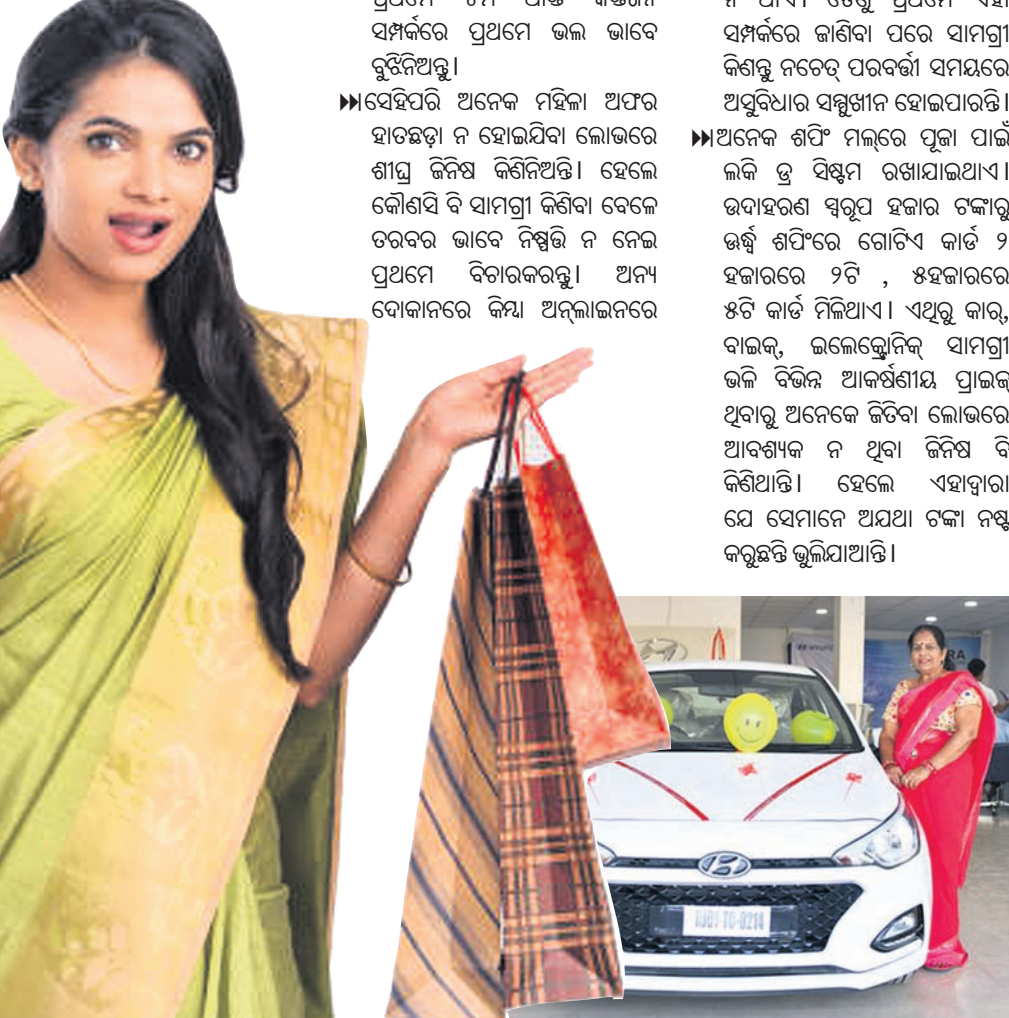 ସମ୍ପର୍କରେ ପ୍ରଥମେ ଭଲ ଭାବେ
ବୁଝିନିଅନ୍ତୁ।
ସେହିପରି ଅନେକ ମହିଳା ଅଫର
ହାତଛଡ଼ା ନ ହୋଇଯିବା ଲୋଭରେ
ଶୀଘ୍ର ଜିନିଷ କିଣିନିଅନ୍ତି। ହେଲେ
କୌଣସି ବି ସାମଗ୍ରୀ କିଣିବା ବେଳେ
ତରବର ଭାବେ ନିଷ୍ପତ୍ତି ନ ନେଇ
ପ୍ରଥମେ ବିଚାରକରନ୍ତୁ। ଅନ୍ୟ
ଦୋକାନରେ କିମ୍ବା ଅନ୍‌ଲାଇନରେ
ସମ୍ପର୍କରେ ଜାଣିବା ପରେ ସାମଗ୍ରୀ
କିଣନ୍ତୁ ନଚେତ୍ ପରବର୍ତ୍ତୀ ସମୟରେ
ଅସୁବିଧାର ସମ୍ମୁଖୀନ ହୋଇପାରନ୍ତି।
ଅନେକ ଶପିଂ ମଲ୍‌ରେ ପୂଜା ପାଇଁ
ଲକି ଡ୍ର ସିଷ୍ଟମ ରଖାଯାଇଥାଏ।
ଉଦାହରଣ ସ୍ୱରୂପ ହଜାର ଟଙ୍କାରୁ
ଊର୍ଦ୍ଧ୍ୱ ଶପିଂରେ ଗୋଟିଏ କାର୍ଡ ୨
ହଜାରରେ ୨ଟି , ୫ହଜାରରେ
୫ଟି କାର୍ଡ ମିଳିଥାଏ। ଏଥିରୁ କାର୍,
ବାଇକ୍, ଇଲେକ୍ଟ୍ରୋନିକ୍ ସାମଗ୍ରୀ
ଭଳି ବିଭିନ୍ନ ଆକର୍ଷଣୀୟ ପ୍ରାଇଜ୍
ଥିବାରୁ ଅନେକେ ଜିତିବା ଲୋଭରେ
ଆବଶ୍ୟକ ନ ଥିବା ଜିନିଷ ବି
କିଣିଥାନ୍ତି। ହେଲେ ଏହାଦ୍ୱାରା
ଯେ ସେମାନେ ଅଯଥା ଟଙ୍କା ନଷ୍ଟ
କରୁଛନ୍ତି ଭୁଲିଯାଆନ୍ତି।